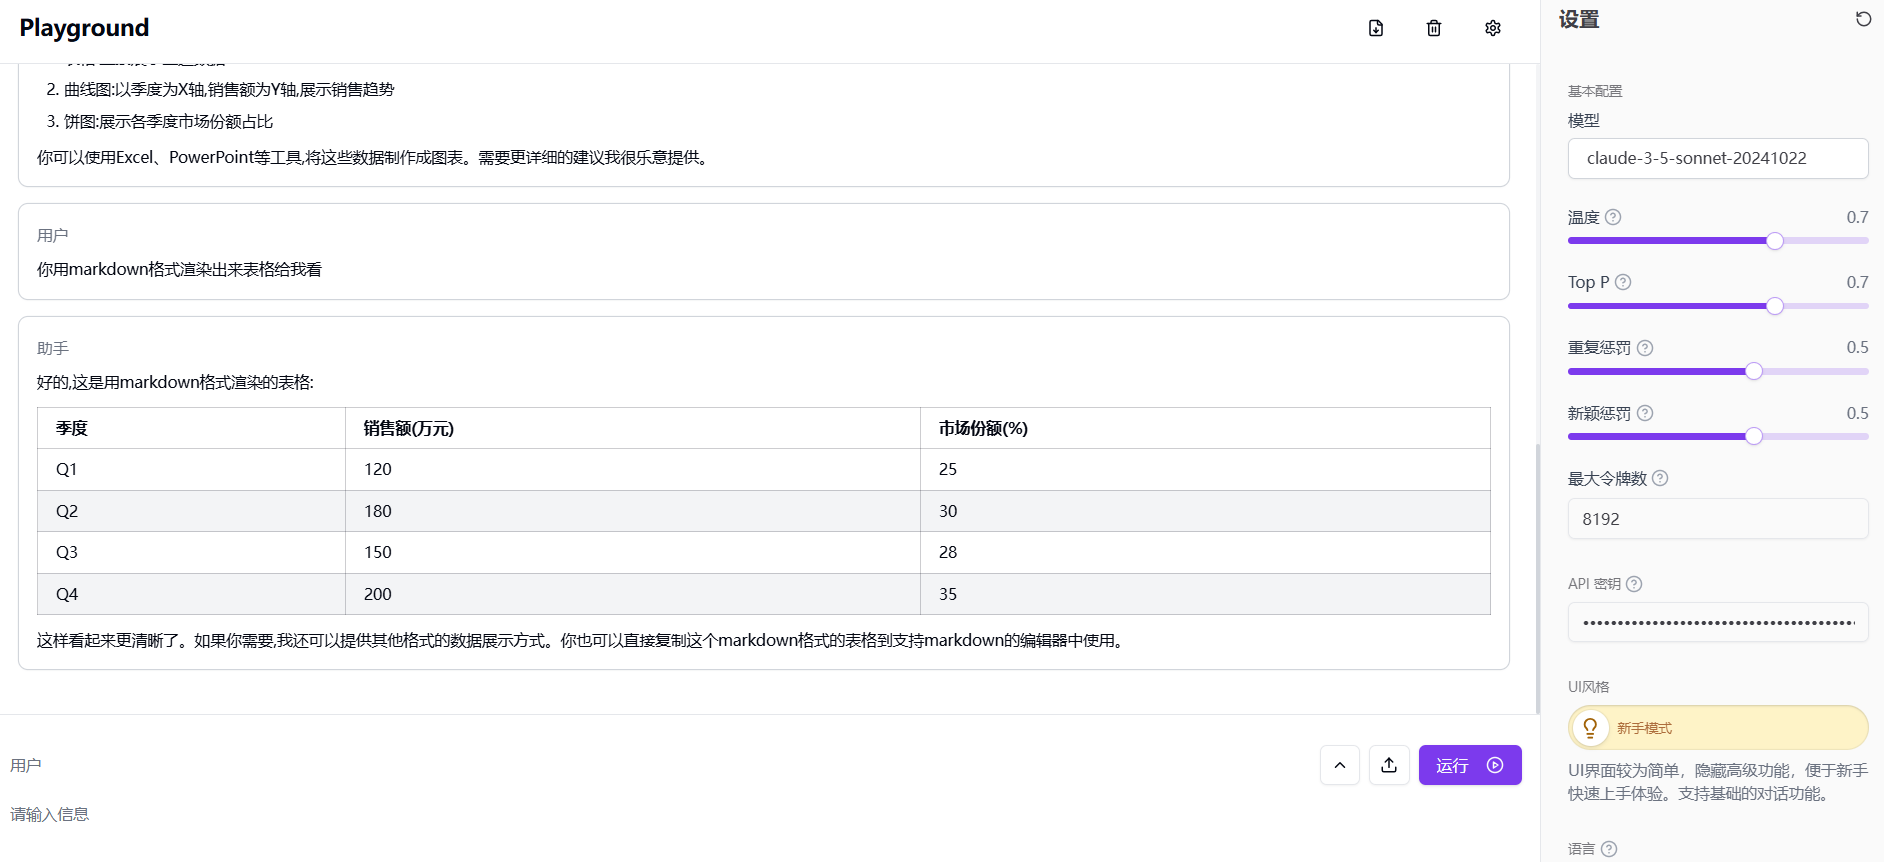 Playground
2. 曲线图:以季度为X轴,销售额为Y轴,展示销售趋势
3. 饼图:展示各季度市场份额占比
你可以使用Excel、PowerPoint等工具,将这些数据制作成图表。需要更详细的建议我很乐意提供。
用户
你用markdown格式渲染出来表格给我看
助手
好的,这是用markdown格式渲染的表格:
季度 销售额(万元) 市场份额(%)
Q1 120 25
Q2 180 30
Q3 150 28
Q4 200 35
这样看起来更清晰了。如果你需要,我还可以提供其他格式的数据展示方式。你也可以直接复制这个markdown格式的表格到支持markdown的编辑器中使用。
用户
运行
请输入信息
设置
基本配置
模型
claude-3-5-sonnet-20241022
温度 0.7
Top P 0.7
重复惩罚 0.5
新颖惩罚 0.5
最大令牌数
8192
API 密钥
UI风格
新手模式
UI界面较为简单，隐藏高级功能，便于新手
快速上手体验。支持基础的对话功能。
语言